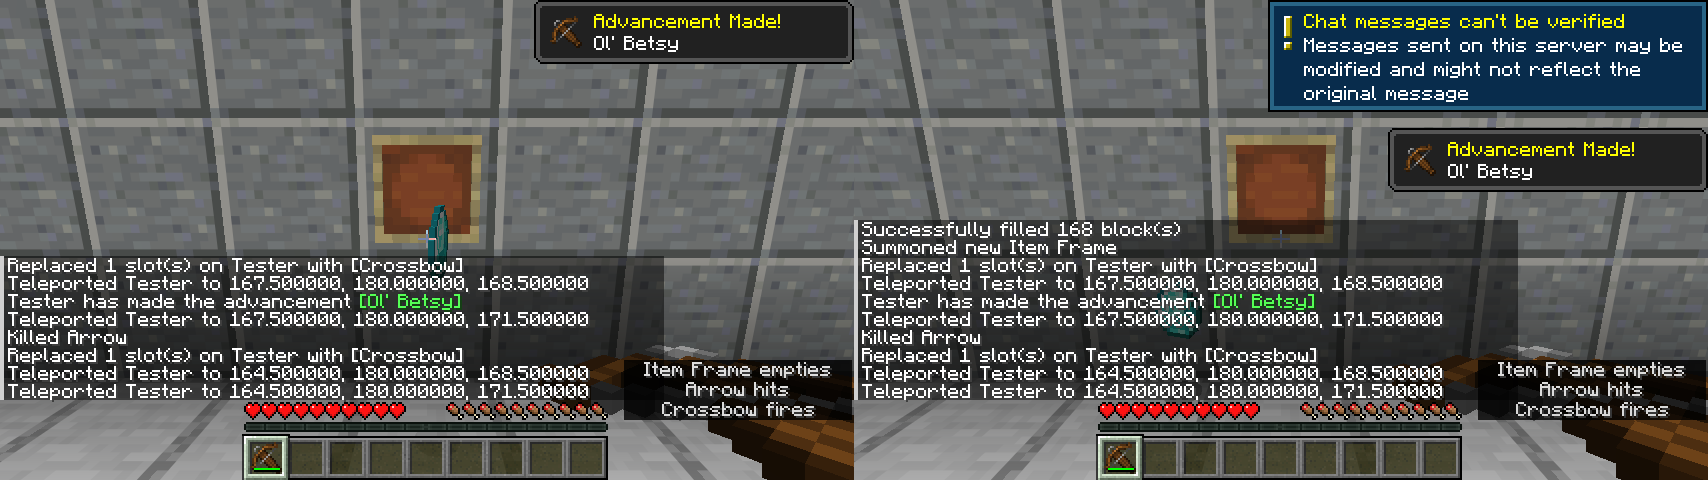 Advancement Made!
Ol' Betsy
Replaced 1 slot(s) on Tester with [Crossbow]
Teleported Tester to 167.500000, 180.000000, 168.500000
Tester has made the advancement [Ol' Betsy]
Teleported Tester to 167.500000, 180.000000, 171.500000
Killed Arrow
Replaced 1 slot(s) on Tester with [Crossbow]
Teleported Tester to 164.500000, 180.000000, 168.500000
Teleported Tester to 164.500000, 180.000000, 171.500000
Item Frame empties
Arrow hits
Crossbow fires
Chat messages can't be verified
Messages sent on this server may be
modified and might not reflect the
original message
Advancement Made!
Ol' Betsy
Successfully filled 168 block(s)
Summoned new Item Frame
Replaced 1 slot(s) on Tester with [Crossbow]
Teleported Tester to 167.500000, 180.000000, 168.500000
Tester has made the advancement [Ol' Betsy]
Teleported Tester to 167.500000, 180.000000, 171.500000
Killed Arrow
Replaced 1 slot(s) on Tester with [Crossbow]
Teleported Tester to 164.500000, 180.000000, 168.500000
Teleported Tester to 164.500000, 180.000000, 171.500000
Item Frame empties
Arrow hits
Crossbow fires